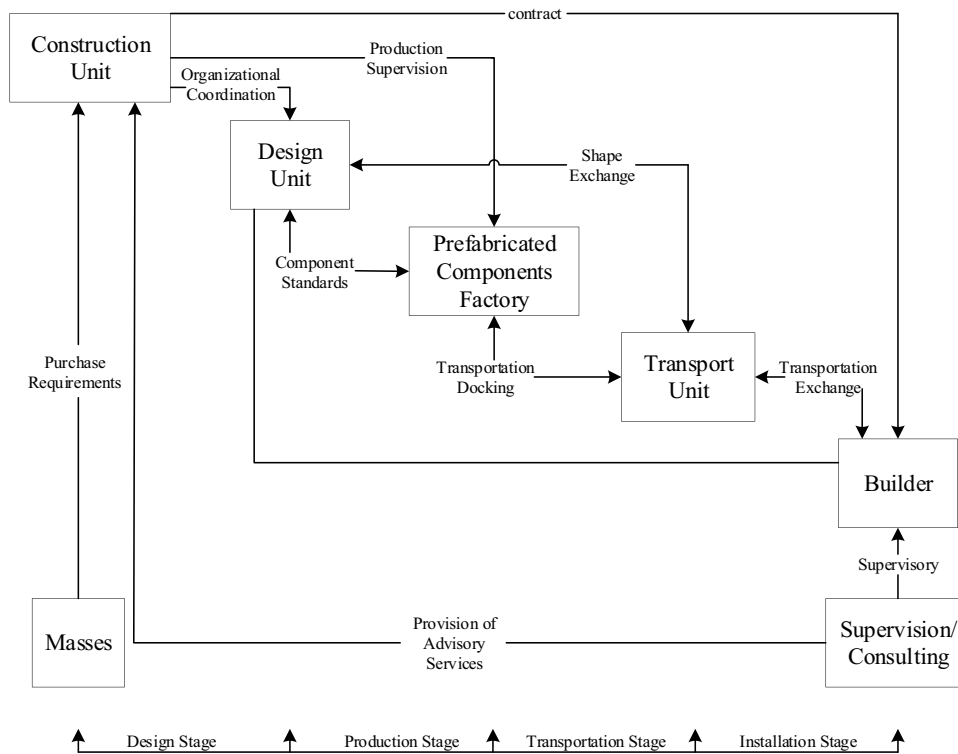 contract
Construction
Unit
Production
Supervision
Organizational
Coordination
Design
Unit
Shape
Exchange
Prefabricated
Components
Factory
Component
Standards
Purchase
Requirements
Transportation
Docking
Transport
Unit
Transportation
Exchange
Builder
Supervisory
Masses
Provision of
Advisory
Services
Supervision/
Consulting
Design Stage
Production Stage
Transportation Stage
Installation Stage